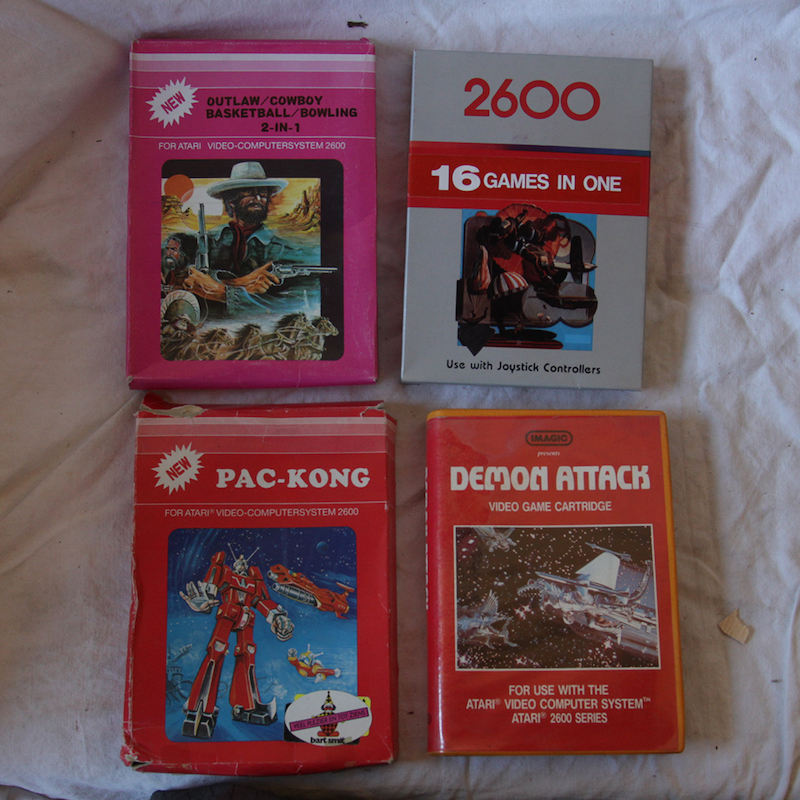 NEW
OUTLAW/COWBOY
BASKETBALL/BOWLING
2-IN-1
FOR ATARI VIDEO-COMPUTERSYSTEM 2600
2600
16 GAMES IN ONE
Use with Joystick Controllers
NEW
PAC-KONG
FOR ATARI® VIDEO-COMPUTERSYSTEM 2600
bart smit
IMAGIC
presents
DEMON ATTACK
VIDEO GAME CARTRIDGE
FOR USE WITH THE
ATARI® VIDEO COMPUTER SYSTEM™
ATARI® 2600 SERIES